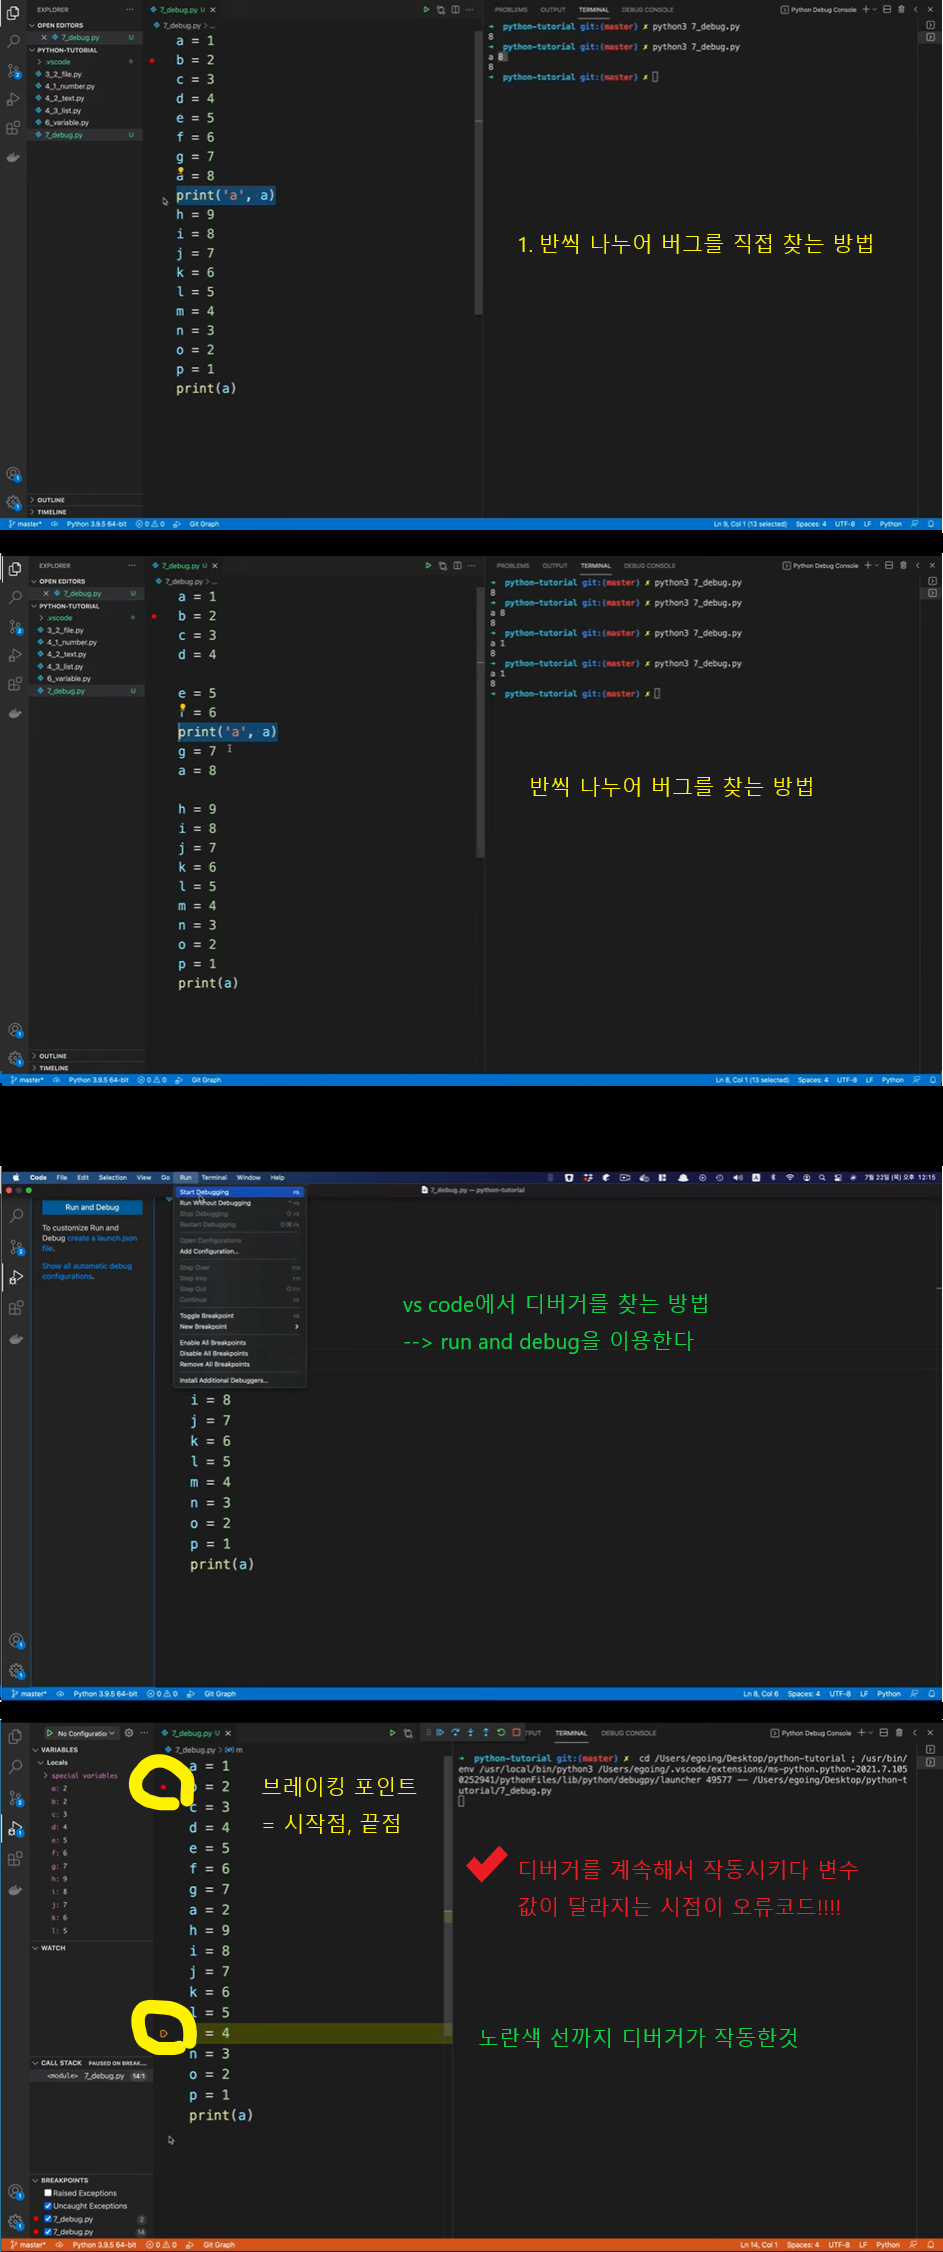 EXPLORER
OPEN EDITORS
7_debug.py U
PYTHON-TUTORIAL
.vscode
3_2_file.py
4_1_number.py
4_2_text.py
4_3_list.py
6_variable.py
7_debug.py U
OUTLINE
TIMELINE
7_debug.py U
7_debug.py > ...
a = 1
b = 2
c = 3
d = 4
e = 5
f = 6
g = 7
a = 8
print('a', a)
h = 9
i = 8
j = 7
k = 6
l = 5
m = 4
n = 3
o = 2
p = 1
print(a)
PROBLEMS OUTPUT TERMINAL DEBUG CONSOLE Python Debug Console
python-tutorial git:(master) ✗ python3 7_debug.py
8
python-tutorial git:(master) ✗ python3 7_debug.py
a 8
8
python-tutorial git:(master) ✗
1. 반씩 나누어 버그를 직접 찾는 방법
master* Python 3.9.5 64-bit 0 0 Git Graph Ln 9, Col 1 (13 selected) Spaces: 4 UTF-8 LF Python
EXPLORER
OPEN EDITORS
7_debug.py U
PYTHON-TUTORIAL
.vscode
3_2_file.py
4_1_number.py
4_2_text.py
4_3_list.py
6_variable.py
7_debug.py U
OUTLINE
TIMELINE
7_debug.py U
7_debug.py > ...
a = 1
b = 2
c = 3
d = 4
e = 5
f = 6
print('a', a)
g = 7
a = 8
h = 9
i = 8
j = 7
k = 6
l = 5
m = 4
n = 3
o = 2
p = 1
print(a)
PROBLEMS OUTPUT TERMINAL DEBUG CONSOLE Python Debug Console
python-tutorial git:(master) ✗ python3 7_debug.py
8
python-tutorial git:(master) ✗ python3 7_debug.py
a 8
8
python-tutorial git:(master) ✗ python3 7_debug.py
a 1
8
python-tutorial git:(master) ✗ python3 7_debug.py
a 1
8
python-tutorial git:(master) ✗
반씩 나누어 버그를 찾는 방법
master* Python 3.9.5 64-bit 0 0 Git Graph Ln 8, Col 1 (13 selected) Spaces: 4 UTF-8 LF Python
Code File Edit Selection View Go Run Terminal Window Help 7월 22일 (목) 오후 12:15
7_debug.py — python-tutorial
Run and Debug
To customize Run and
Debug create a launch.json
file.
Show all automatic debug
configurations.
Start Debugging
Run Without Debugging
Stop Debugging
Restart Debugging
Open Configurations
Add Configuration...
Step Over
Step Into
Step Out
Continue
Toggle Breakpoint
New Breakpoint
Enable All Breakpoints
Disable All Breakpoints
Remove All Breakpoints
Install Additional Debuggers...
i = 8
j = 7
k = 6
l = 5
m = 4
n = 3
o = 2
p = 1
print(a)
vs code에서 디버거를 찾는 방법
--> run and debug을 이용한다
master* Python 3.9.5 64-bit 0 0 Git Graph Ln 8, Col 6 Spaces: 4 UTF-8 LF Python
No Configuratio
VARIABLES
Locals
special variables
a: 2
b: 2
c: 3
d: 4
e: 5
f: 6
g: 7
h: 9
i: 8
j: 7
k: 6
l: 5
WATCH
CALL STACK PAUSED ON BREAK...
<module> 7_debug.py 14:1
BREAKPOINTS
Raised Exceptions
Uncaught Exceptions
7_debug.py 2
7_debug.py 14
7_debug.py U
7_debug.py > m
a = 1
= 2
c = 3
d = 4
e = 5
f = 6
g = 7
a = 2
h = 9
i = 8
j = 7
k = 6
l = 5
= 4
n = 3
o = 2
p = 1
print(a)
브레이킹 포인트
= 시작점, 끝점
TPUT TERMINAL DEBUG CONSOLE Python Debug Console
python-tutorial git:(master) ✗ cd /Users/egoing/Desktop/python-tutorial ; /usr/bin/
env /usr/local/bin/python3 /Users/egoing/.vscode/extensions/ms-python.python-2021.7.105
0252941/pythonFiles/lib/python/debugpy/launcher 49577 -- /Users/egoing/Desktop/python-t
utorial/7_debug.py
디버거를 계속해서 작동시키다 변수
값이 달라지는 시점이 오류코드!!!!
노란색 선까지 디버거가 작동한것
master* Python 3.9.5 64-bit 0 0 Git Graph Ln 14, Col 1 Spaces: 4 UTF-8 LF Python